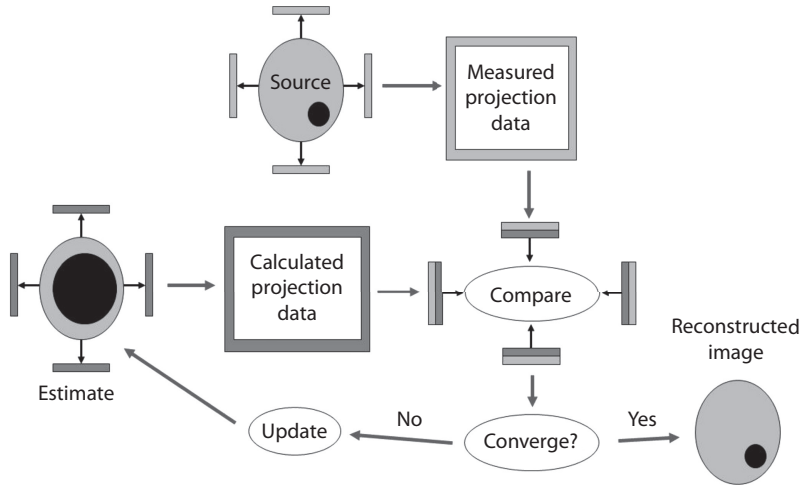 Source
Measured
projection
data
Calculated
projection
data
Compare
Reconstructed
image
Estimate
Update
No
Converge?
Yes